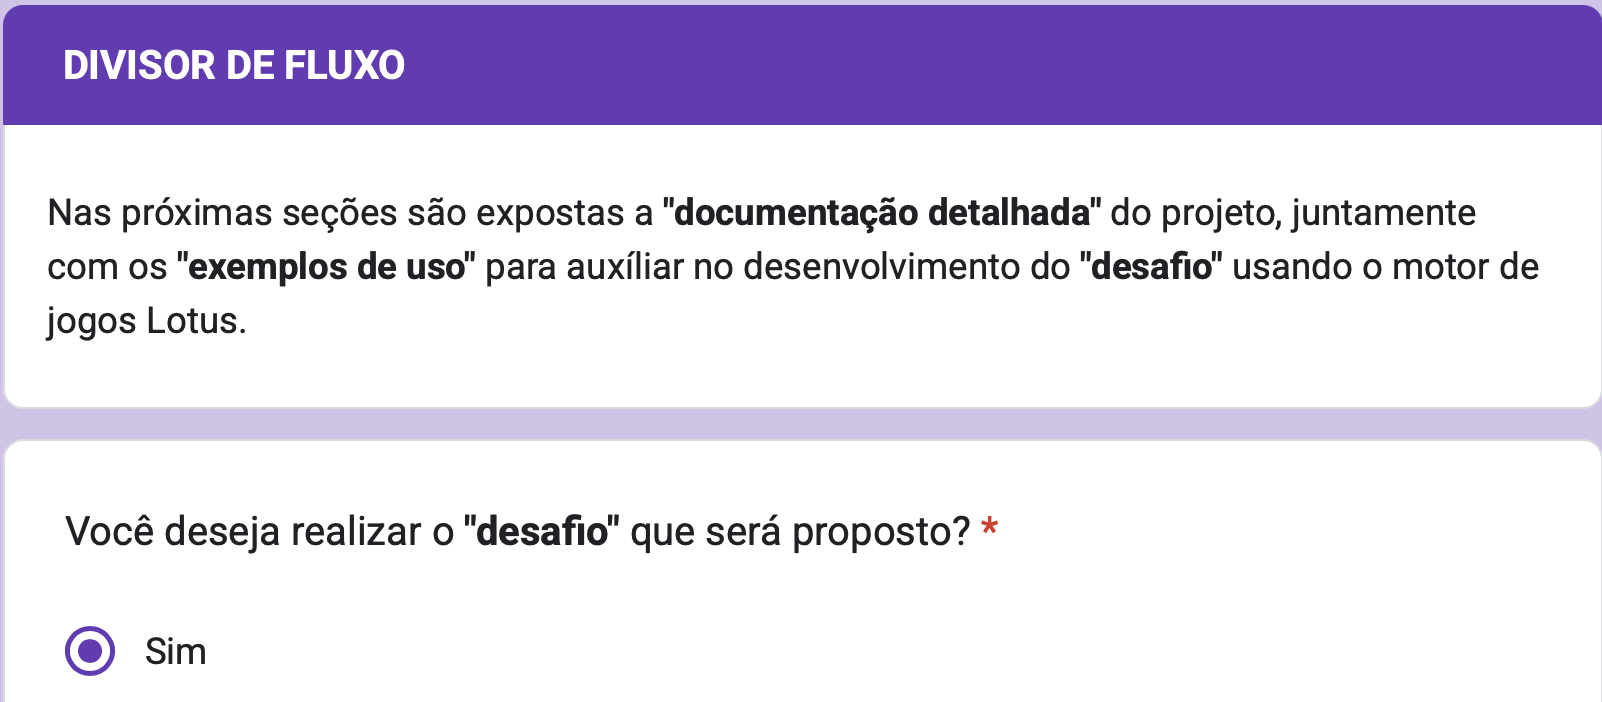 DIVISOR DE FLUXO
Nas próximas seções são expostas a "documentação detalhada" do projeto, juntamente
com os "exemplos de uso" para auxíliar no desenvolvimento do "desafio" usando o motor de
jogos Lotus.
Você deseja realizar o "desafio" que será proposto? *
Sim